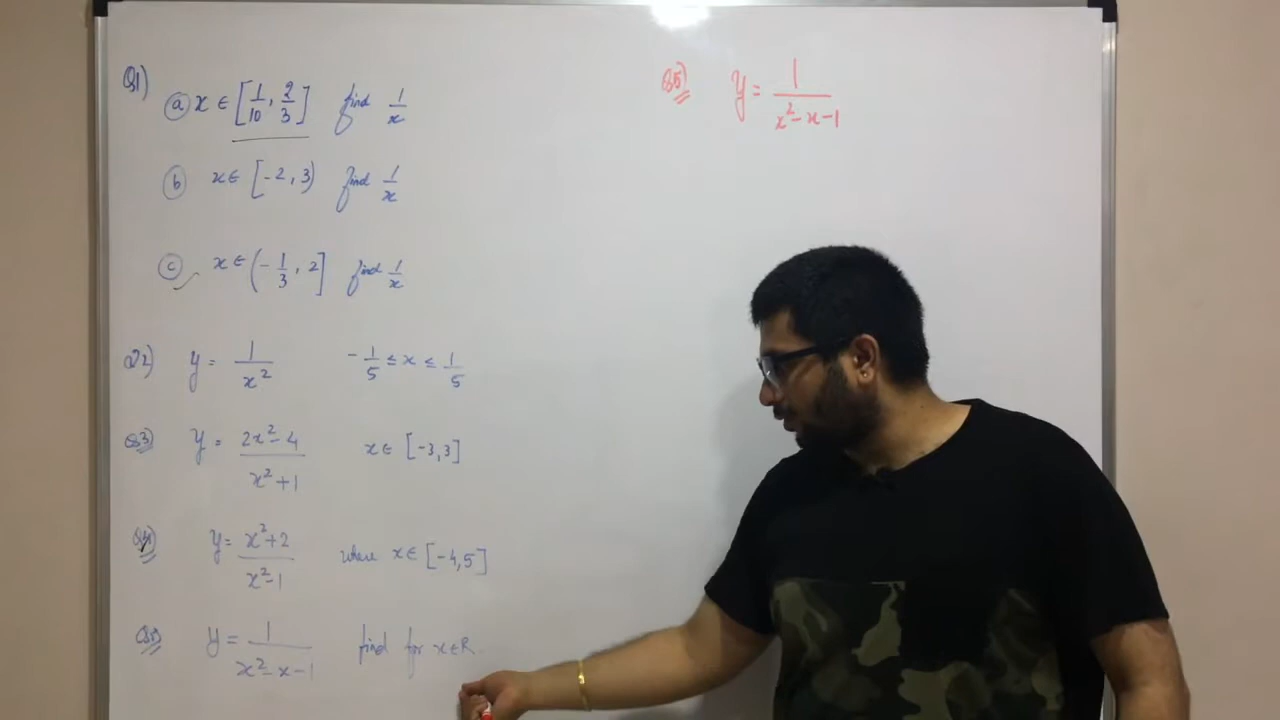 Q1) (a) x ∈ [1/10, 2/3] find 1/x
(b) x ∈ [-2, 3) find 1/x
(c) x ∈ (-1/3, 2] find 1/x
Q2) y = 1/x² -1/5 ≤ x ≤ 1/5
Q3) y = (2x²-4)/(x²+1) x ∈ [-3,3]
Q4) y = (x²+2)/(x²-1) where x ∈ [-4,5]
Q5) y = 1/(x²-x-1) find for x ∈ R.
Q5) y = 1/(x²-x-1)